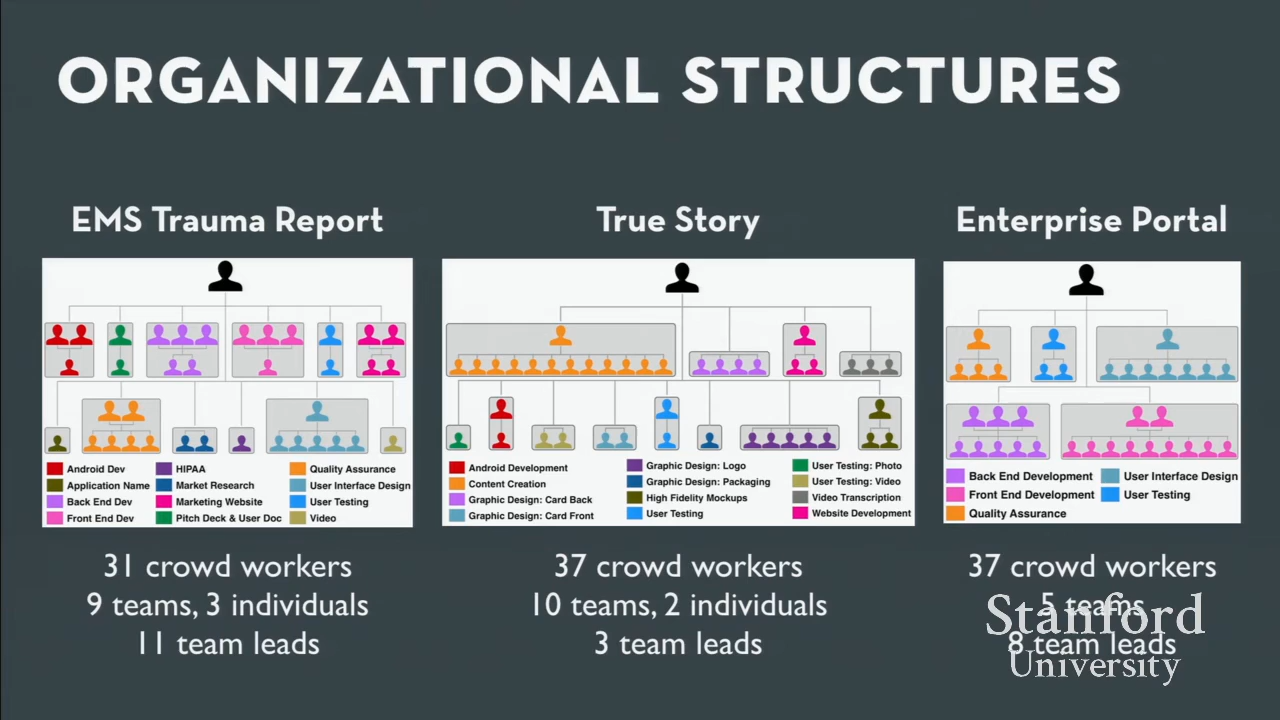 ORGANIZATIONAL STRUCTURES
EMS Trauma Report
Android Dev
Application Name
Back End Dev
Front End Dev
HIPAA
Market Research
Marketing Website
Pitch Deck & User Doc
Quality Assurance
User Interface Design
User Testing
Video
31 crowd workers
9 teams, 3 individuals
11 team leads
True Story
Android Development
Content Creation
Graphic Design: Card Back
Graphic Design: Card Front
Graphic Design: Logo
Graphic Design: Packaging
High Fidelity Mockups
User Testing
User Testing: Photo
User Testing: Video
Video Transcription
Website Development
37 crowd workers
10 teams, 2 individuals
3 team leads
Enterprise Portal
Back End Development
Front End Development
Quality Assurance
User Interface Design
User Testing
37 crowd workers
5 teams
8 team leads
Stanford
University